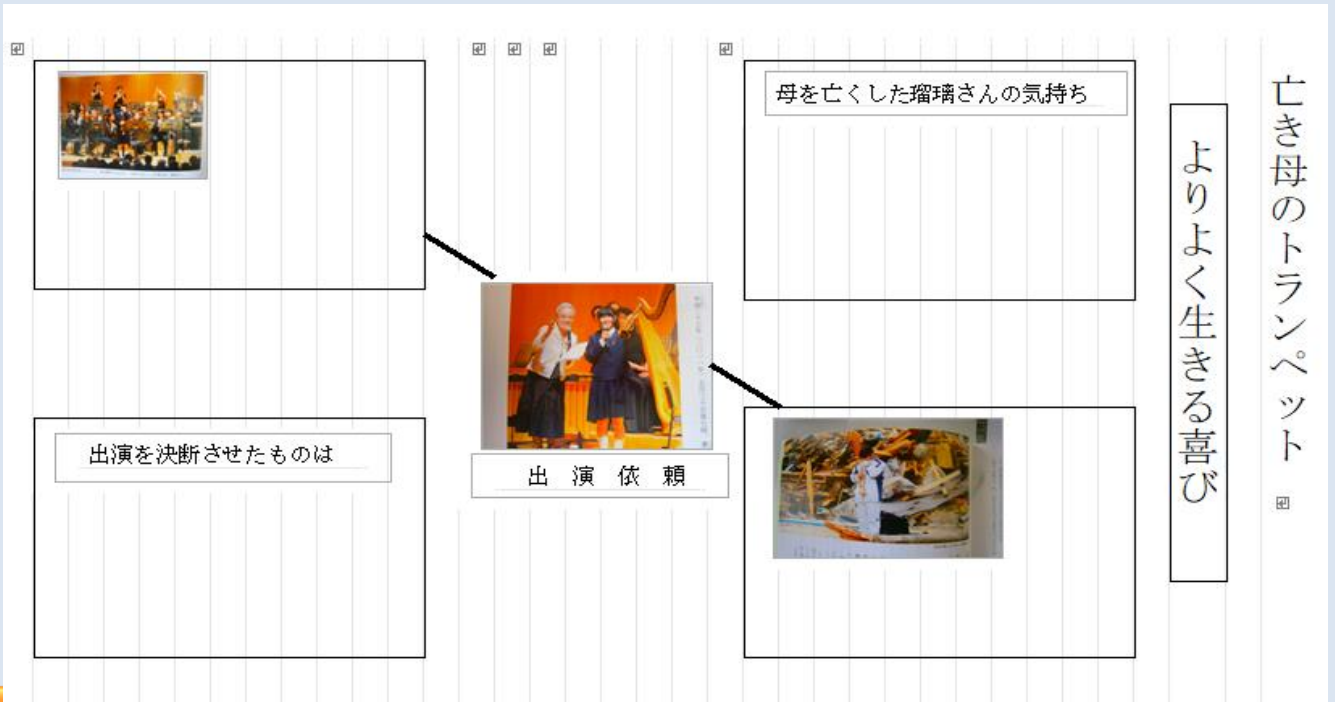 亡き母のトランペット
よりよく生きる喜び
母を亡くした瑠璃さんの気持ち
出演依頼
出演を決断させたものは